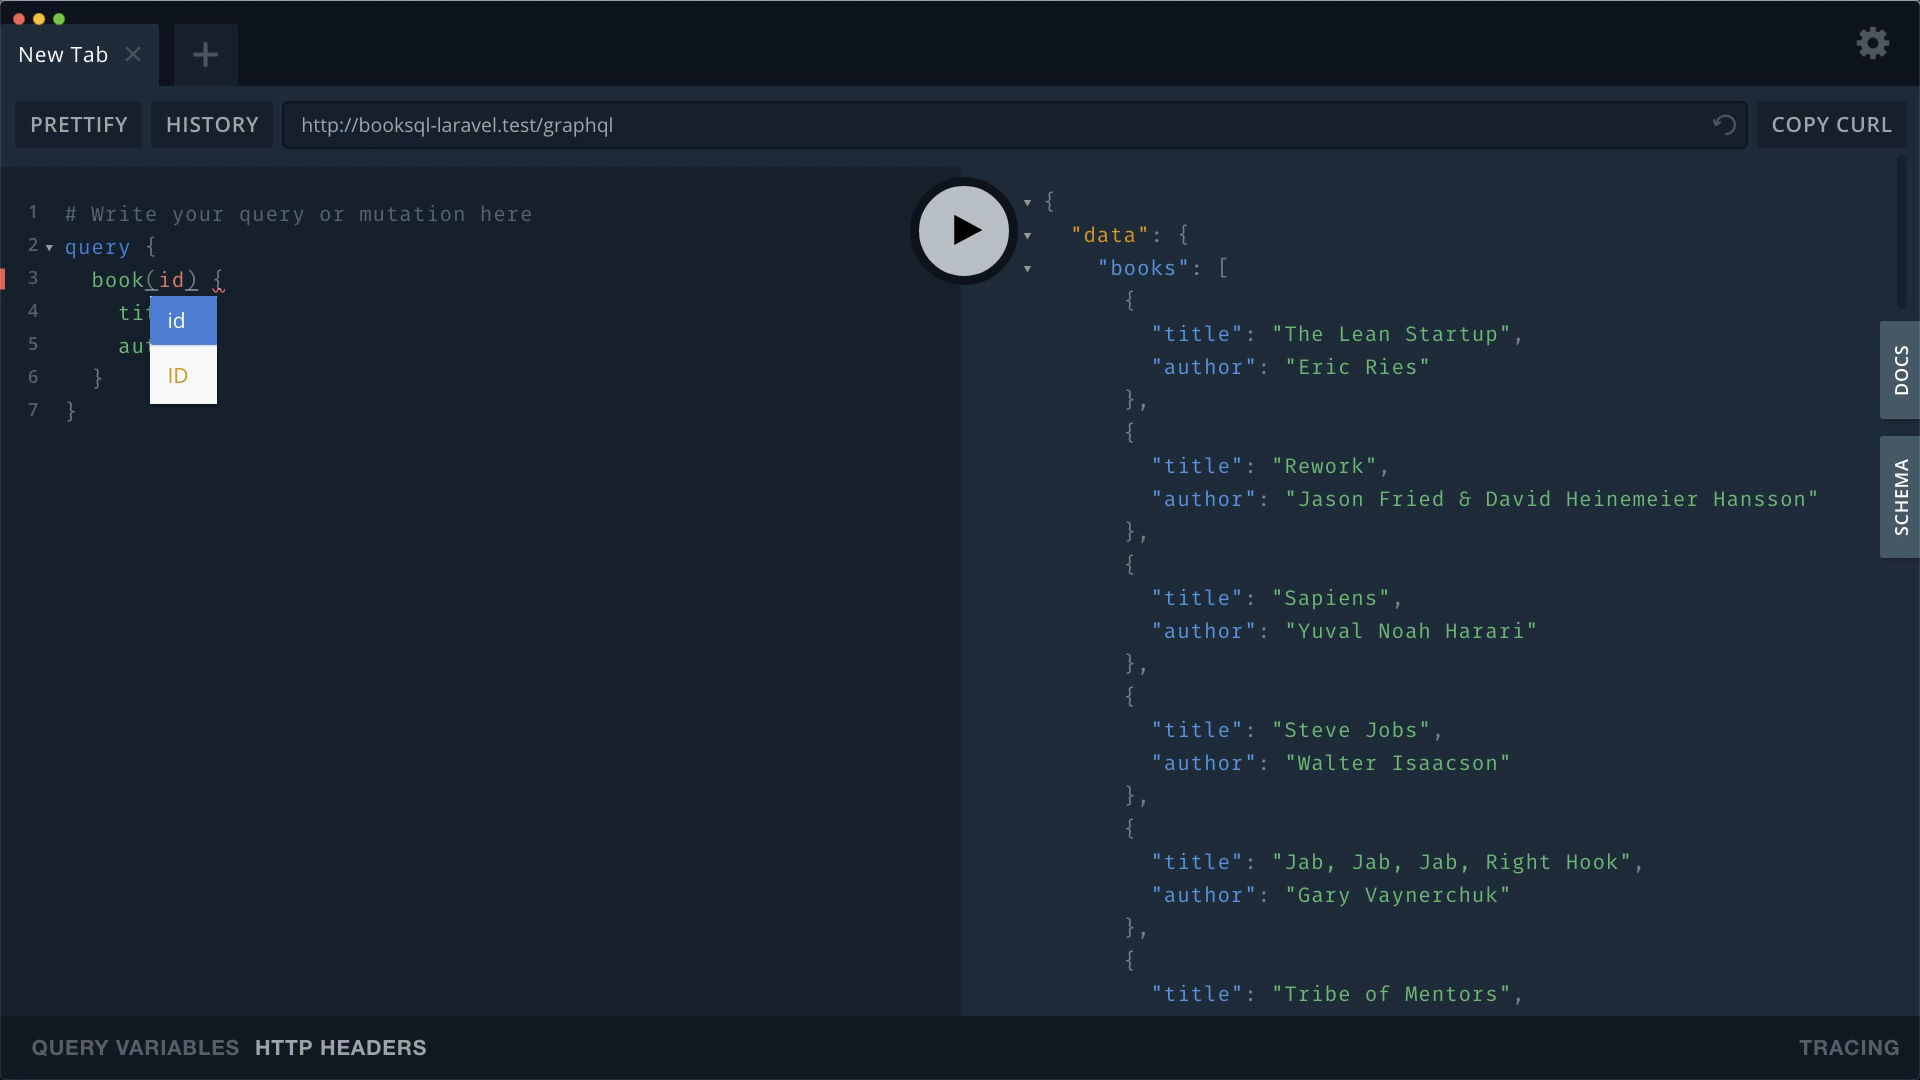 New Tab
PRETTIFY
HISTORY
http://booksql-laravel.test/graphql
COPY CURL
1 # Write your query or mutation here
2 query {
3 book(id) {
4 tit
5 aut
6 }
7 }
id
ID
{
"data": {
"books": [
{
"title": "The Lean Startup",
"author": "Eric Ries"
},
{
"title": "Rework",
"author": "Jason Fried & David Heinemeier Hansson"
},
{
"title": "Sapiens",
"author": "Yuval Noah Harari"
},
{
"title": "Steve Jobs",
"author": "Walter Isaacson"
},
{
"title": "Jab, Jab, Jab, Right Hook",
"author": "Gary Vaynerchuk"
},
{
"title": "Tribe of Mentors",
DOCS
SCHEMA
QUERY VARIABLES
HTTP HEADERS
TRACING